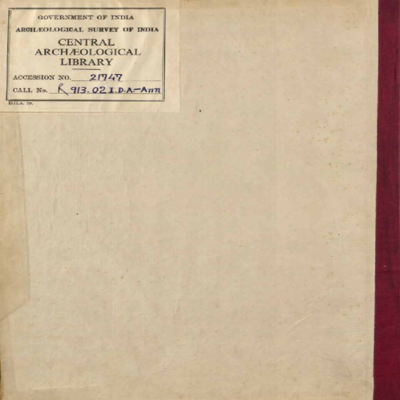 GOVERNMENT OF INDIA
ARCHÆOLOGICAL SURVEY OF INDIA
CENTRAL
ARCHÆOLOGICAL
LIBRARY
ACCESSION NO. 21747
CALL No. R 913.02 I.D.A-Ann